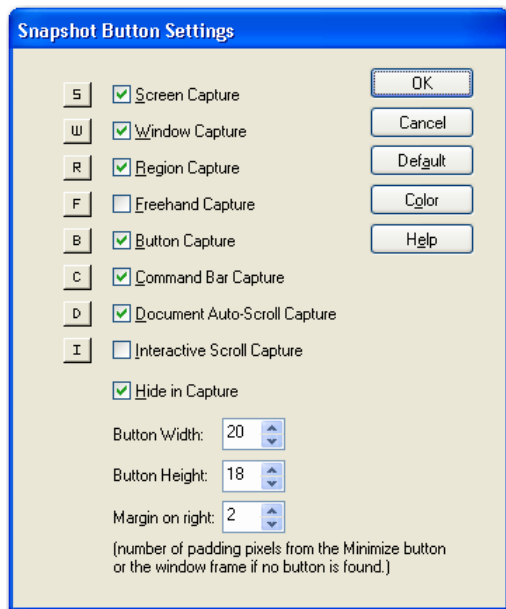 Snapshot Button Settings
S Screen Capture OK
W Window Capture Cancel
R Region Capture Default
F Freehand Capture Color
B Button Capture Help
C Command Bar Capture
D Document Auto-Scroll Capture
I Interactive Scroll Capture
Hide in Capture
Button Width: 20
Button Height: 18
Margin on right: 2
(number of padding pixels from the Minimize button
or the window frame if no button is found.)